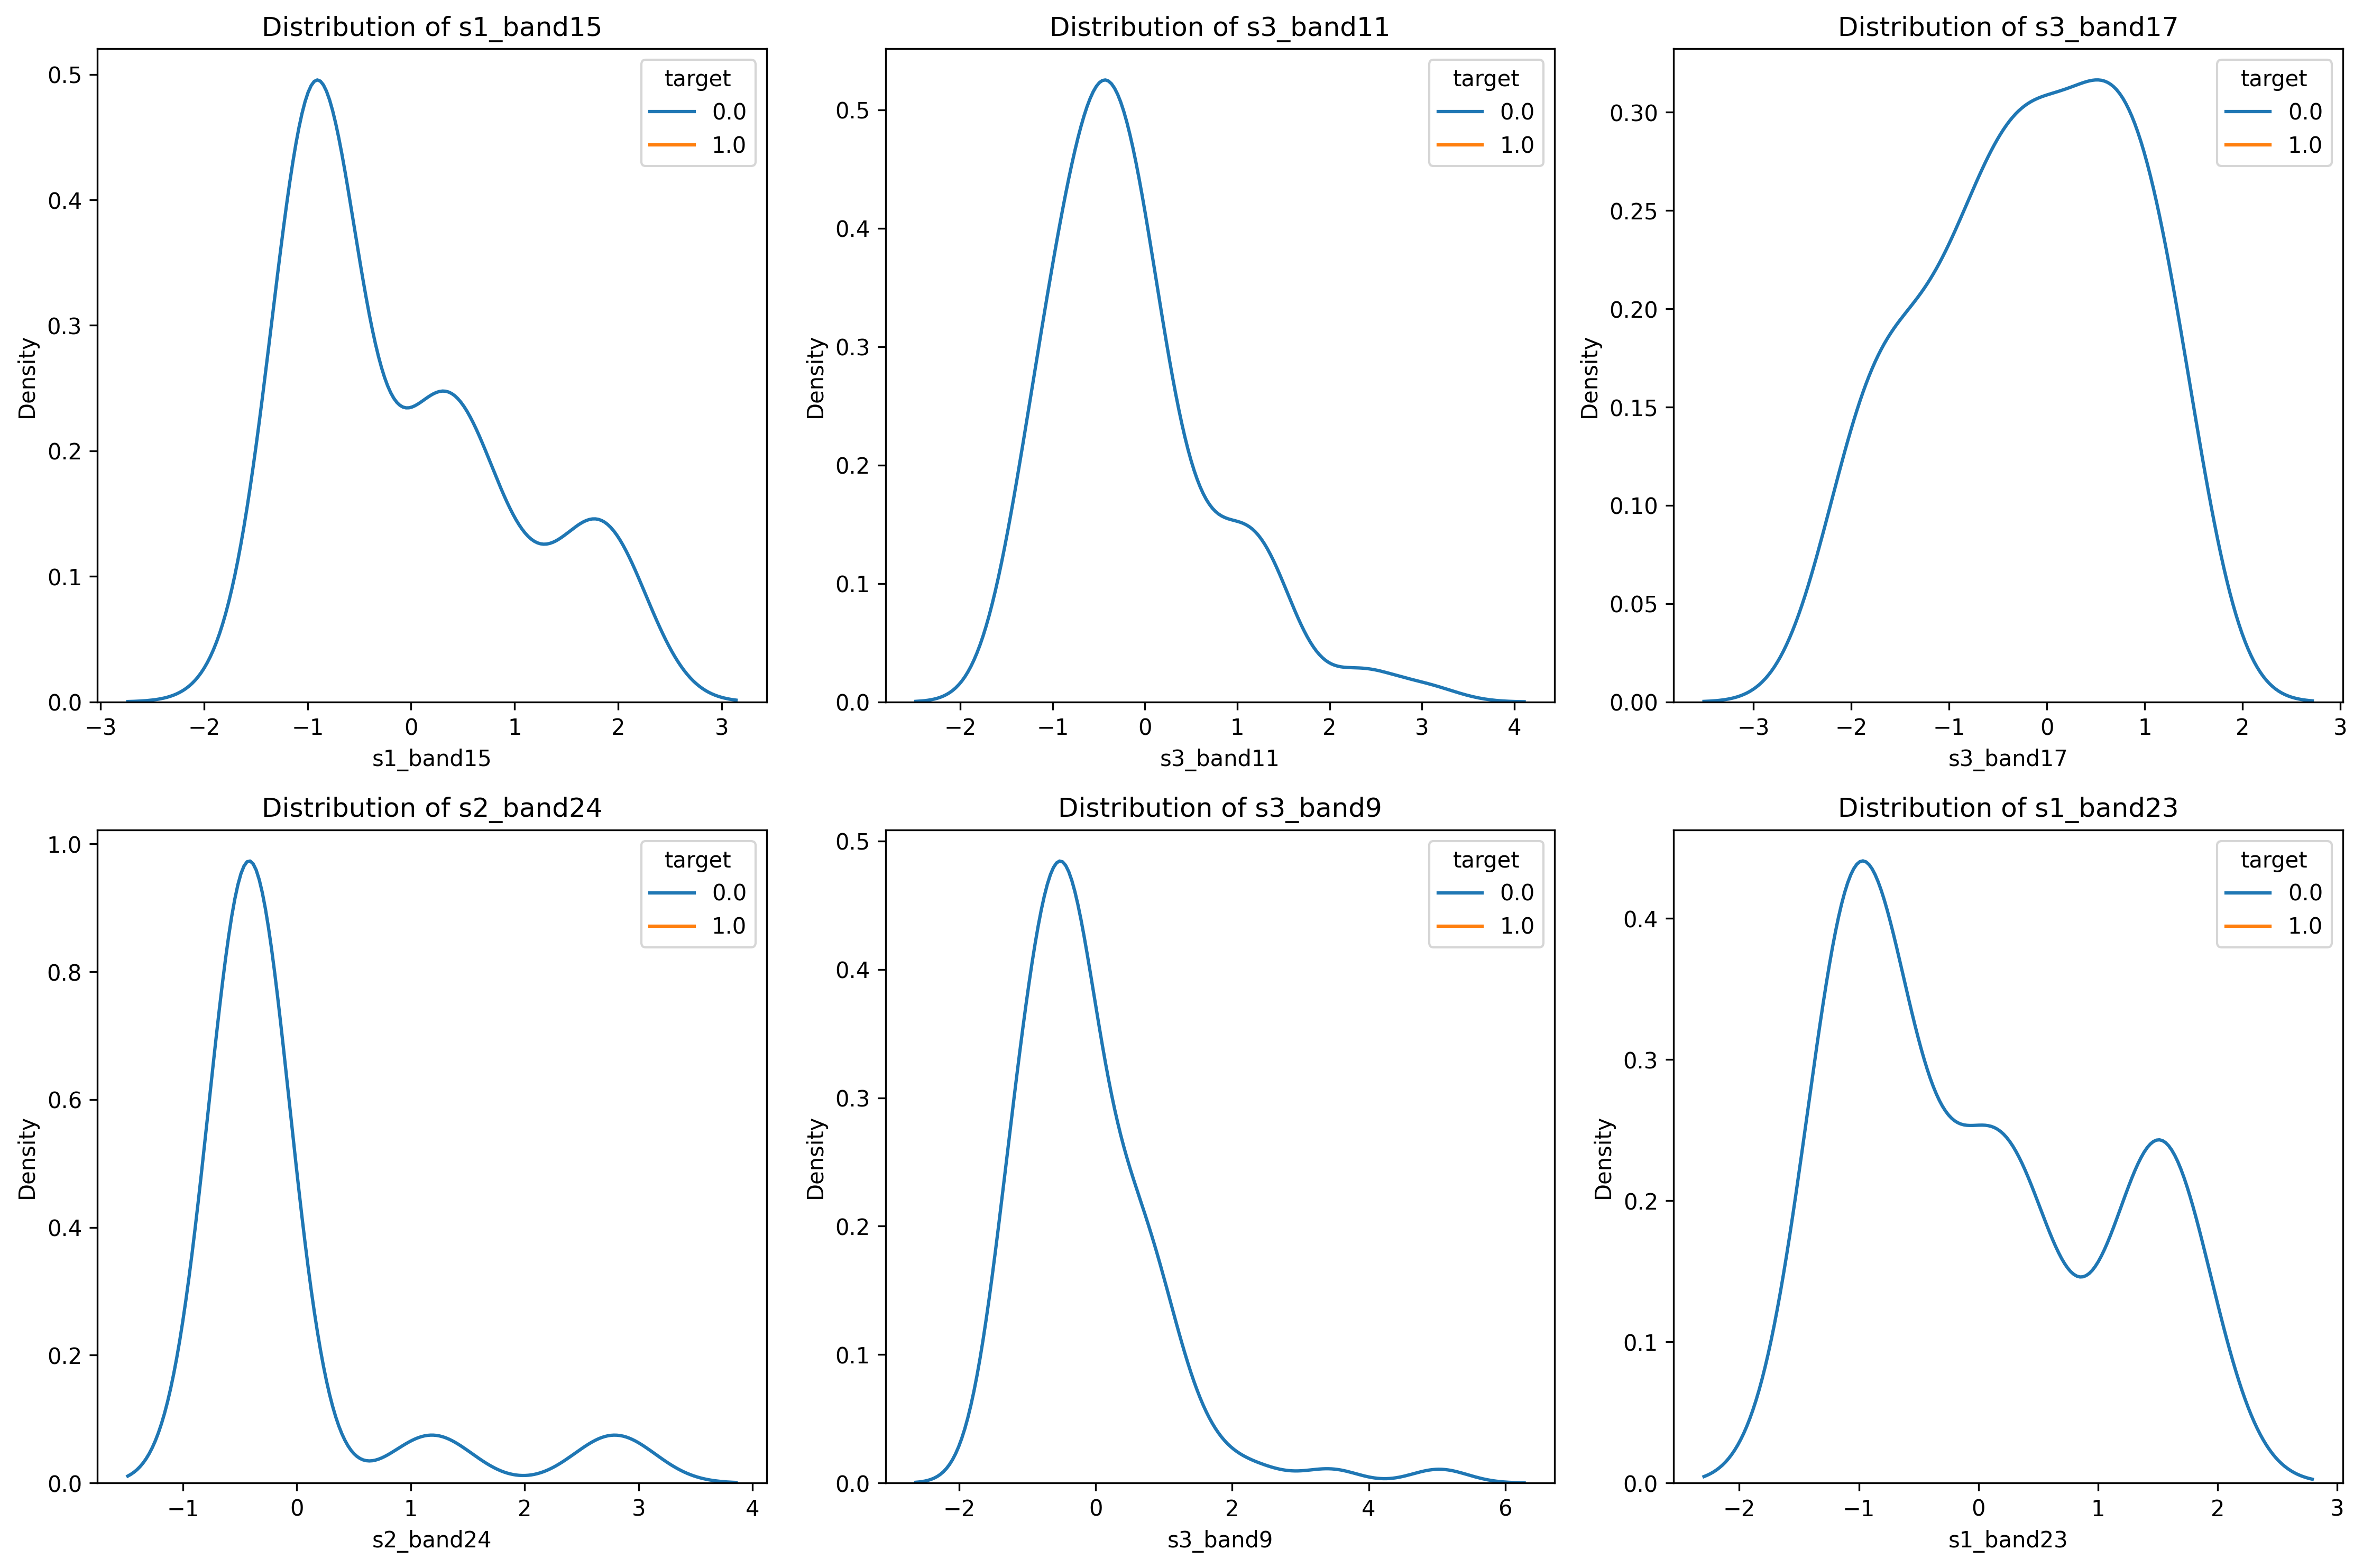 Distribution of s1_band15
target
0.0
1.0
0.5
0.4
0.3
0.2
0.1
0.0
Density
−3 −2 −1 0 1 2 3
s1_band15
Distribution of s3_band11
target
0.0
1.0
0.5
0.4
0.3
0.2
0.1
0.0
Density
−2 −1 0 1 2 3 4
s3_band11
Distribution of s3_band17
target
0.0
1.0
0.30
0.25
0.20
0.15
0.10
0.05
0.00
Density
−3 −2 −1 0 1 2 3
s3_band17
Distribution of s2_band24
target
0.0
1.0
1.0
0.8
0.6
0.4
0.2
0.0
Density
−1 0 1 2 3 4
s2_band24
Distribution of s3_band9
target
0.0
1.0
0.5
0.4
0.3
0.2
0.1
0.0
Density
−2 0 2 4 6
s3_band9
Distribution of s1_band23
target
0.0
1.0
0.4
0.3
0.2
0.1
0.0
Density
−2 −1 0 1 2 3
s1_band23